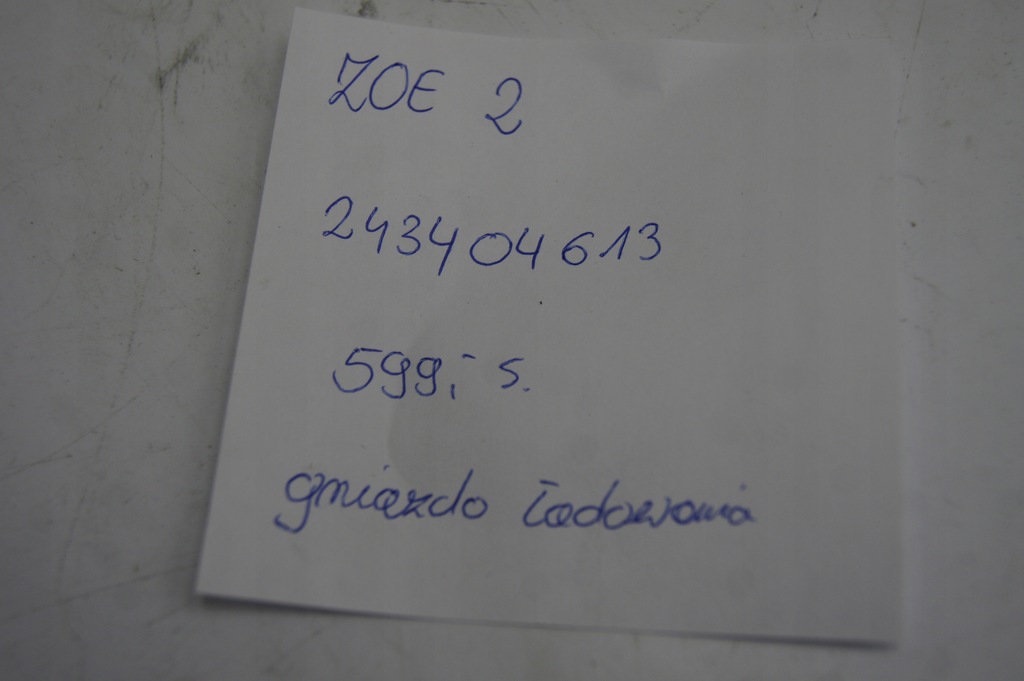 ZOE 2
243404613
599,- s.
gniazdo ładowania